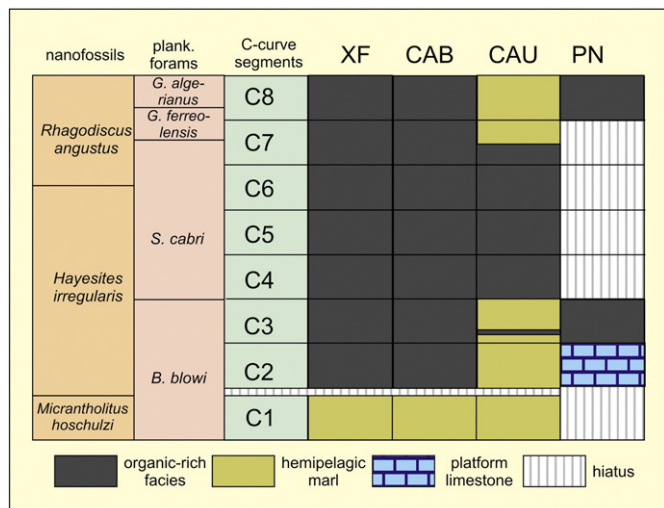 nanofossils
plank.
forams
C-curve
segments
XF
CAB
CAU
PN
G. alge-
rianus
G. ferreo-
lensis
Rhagodiscus
angustus
S. cabri
Hayesites
irregularis
B. blowi
Micrantholitus
hoschulzi
C8
C7
C6
C5
C4
C3
C2
C1
organic-rich
facies
hemipelagic
marl
platform
limestone
hiatus